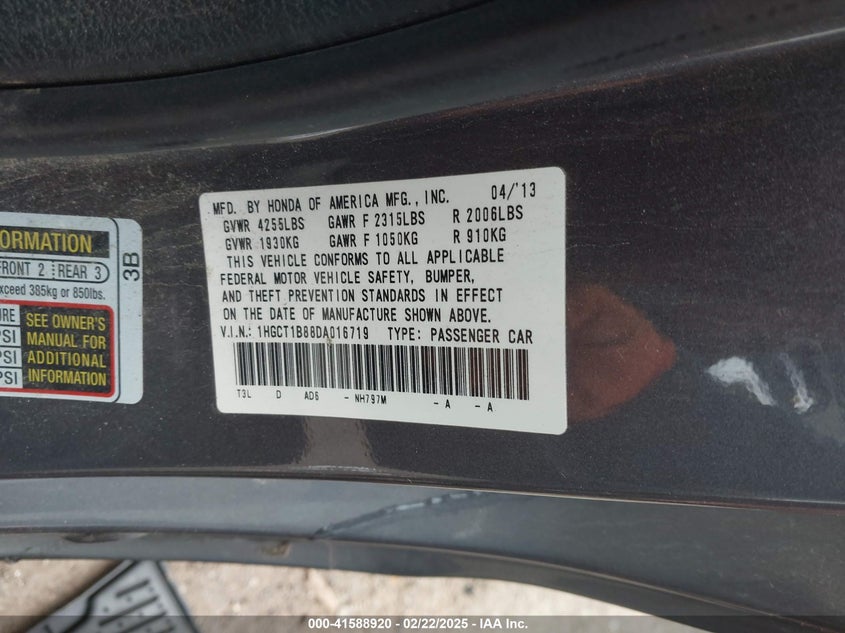 MFD. BY HONDA OF AMERICA MFG., INC. 04/'13
GVWR 4255LBS GAWR F 2315LBS R 2006LBS
GVWR 1930KG GAWR F 1050KG R 910KG
THIS VEHICLE CONFORMS TO ALL APPLICABLE
FEDERAL MOTOR VEHICLE SAFETY, BUMPER,
AND THEFT PREVENTION STANDARDS IN EFFECT
ON THE DATE OF MANUFACTURE SHOWN ABOVE.
V.I.N.: 1HGCT1B88DA016719 TYPE: PASSENGER CAR
T3L D AD6 - NH797M - A - A
ORMATION
FRONT 2 REAR 3
xceed 385kg or 850lbs.
URE SEE OWNER'S
PSI MANUAL FOR
PSI ADDITIONAL
PSI INFORMATION
3B
000-41588920 - 02/22/2025 - IAA Inc.